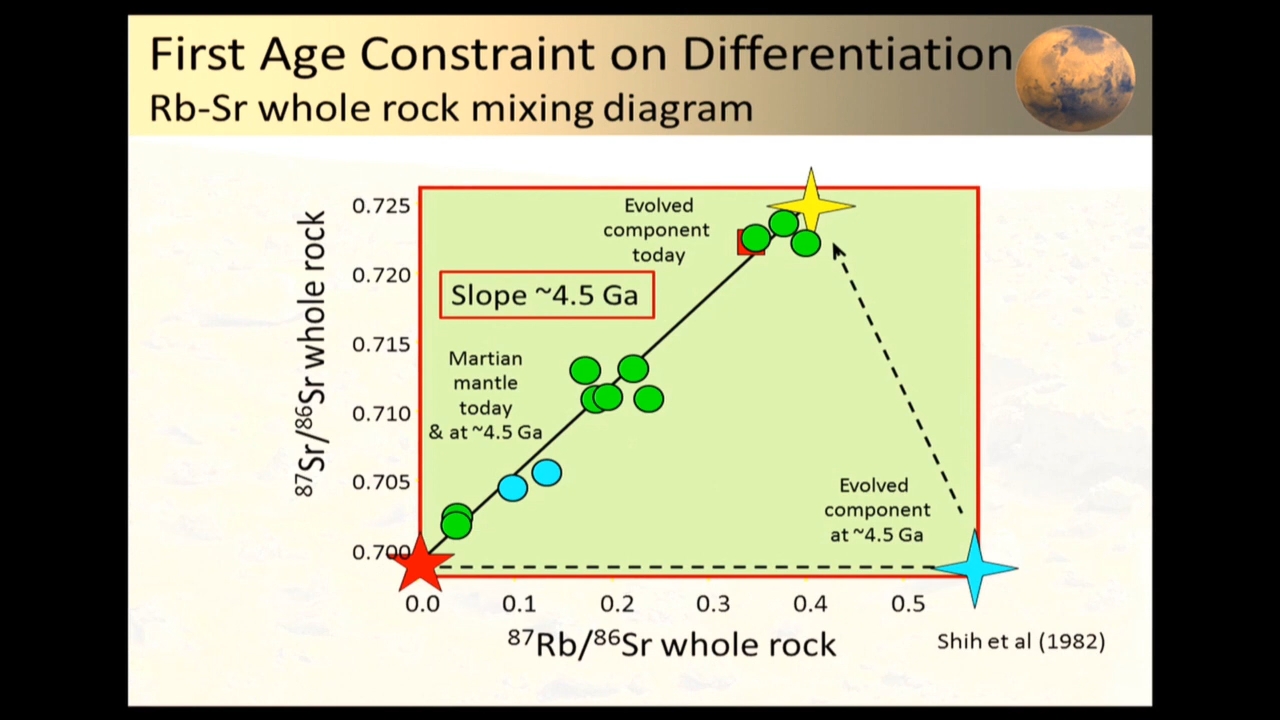 First Age Constraint on Differentiation
Rb-Sr whole rock mixing diagram
87Sr/86Sr whole rock
0.725
0.720
0.715
0.710
0.705
0.700
Evolved
component
today
Slope ~4.5 Ga
Martian
mantle
today
& at ~4.5 Ga
Evolved
component
at ~4.5 Ga
0.0 0.1 0.2 0.3 0.4 0.5
87Rb/86Sr whole rock
Shih et al (1982)